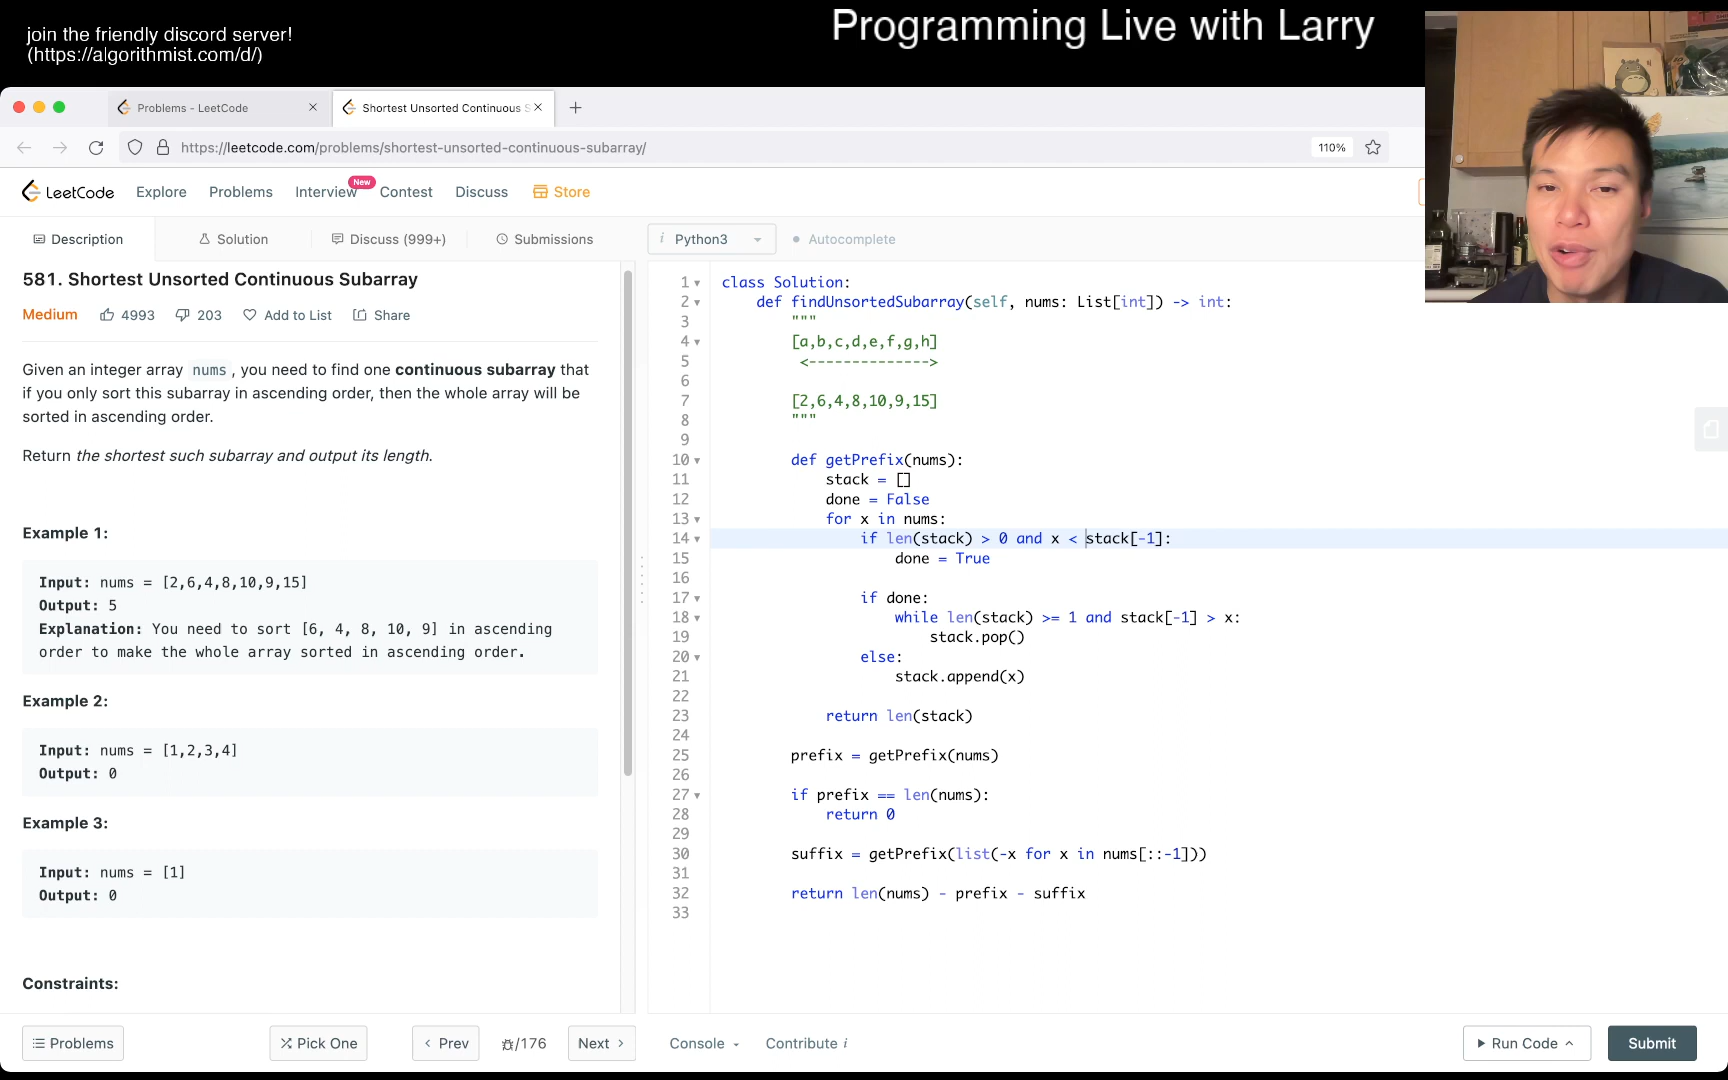 join the friendly discord server!
(https://algorithmist.com/d/)
Programming Live with Larry
Problems - LeetCode
Shortest Unsorted Continuous S
https://leetcode.com/problems/shortest-unsorted-continuous-subarray/
110%
LeetCode Explore Problems Interview New Contest Discuss Store
Description Solution Discuss (999+) Submissions
i Python3 Autocomplete
581. Shortest Unsorted Continuous Subarray
Medium 4993 203 Add to List Share
Given an integer array nums, you need to find one continuous subarray that
if you only sort this subarray in ascending order, then the whole array will be
sorted in ascending order.
Return the shortest such subarray and output its length.
Example 1:
Input: nums = [2,6,4,8,10,9,15]
Output: 5
Explanation: You need to sort [6, 4, 8, 10, 9] in ascending
order to make the whole array sorted in ascending order.
Example 2:
Input: nums = [1,2,3,4]
Output: 0
Example 3:
Input: nums = [1]
Output: 0
Constraints:
1 class Solution:
2 def findUnsortedSubarray(self, nums: List[int]) -> int:
3 """
4 [a,b,c,d,e,f,g,h]
5 <-------------->
6
7 [2,6,4,8,10,9,15]
8 """
9
10 def getPrefix(nums):
11 stack = []
12 done = False
13 for x in nums:
14 if len(stack) > 0 and x < stack[-1]:
15 done = True
16
17 if done:
18 while len(stack) >= 1 and stack[-1] > x:
19 stack.pop()
20 else:
21 stack.append(x)
22
23 return len(stack)
24
25 prefix = getPrefix(nums)
26
27 if prefix == len(nums):
28 return 0
29
30 suffix = getPrefix(list(-x for x in nums[::-1]))
31
32 return len(nums) - prefix - suffix
33
Problems Pick One < Prev /176 Next > Console Contribute i Run Code Submit